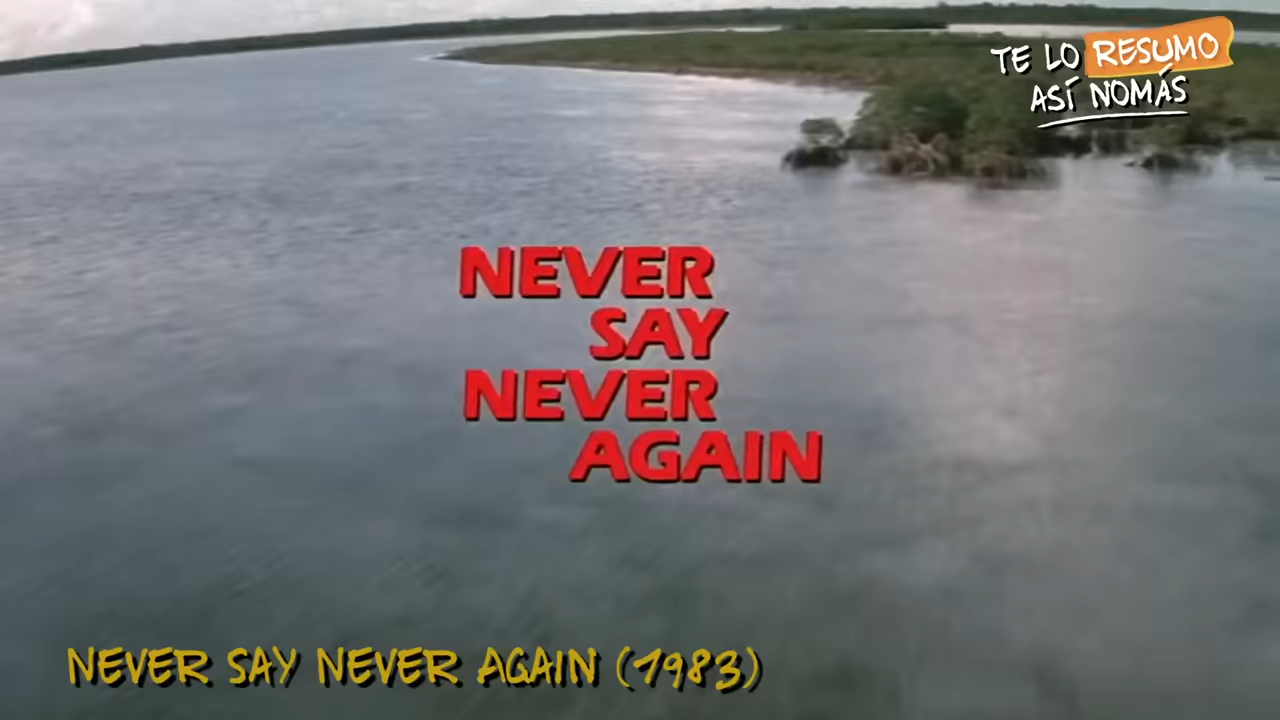 TE LO RESUMO
ASÍ NOMÁS
NEVER
SAY
NEVER
AGAIN
NEVER SAY NEVER AGAIN (1983)